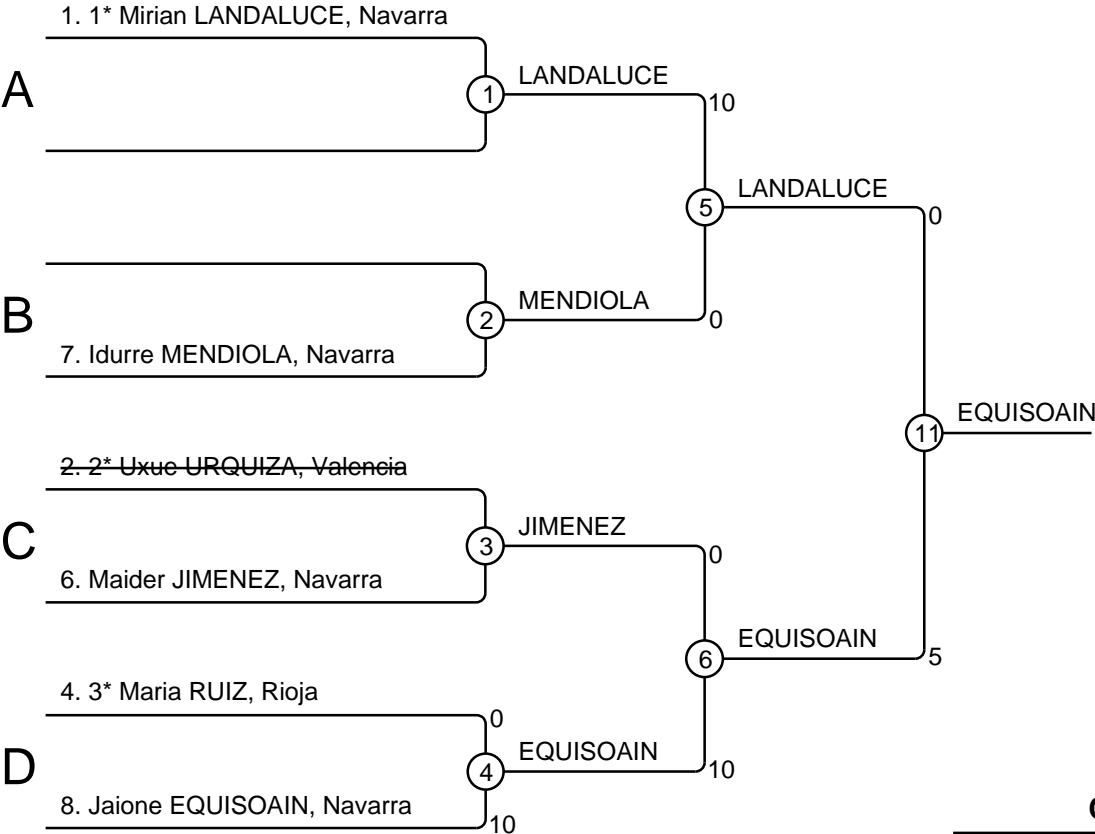 1. 1* Mirian LANDALUCE, Navarra
A
1
LANDALUCE
10
5
LANDALUCE
0
B
2
MENDIOLA
0
7. Idurre MENDIOLA, Navarra
11
EQUISOAIN
2. 2* Uxue URQUIZA, Valencia
C
3
JIMENEZ
0
6. Maider JIMENEZ, Navarra
6
EQUISOAIN
5
4. 3* Maria RUIZ, Rioja
0
D
4
EQUISOAIN
10
8. Jaione EQUISOAIN, Navarra
10